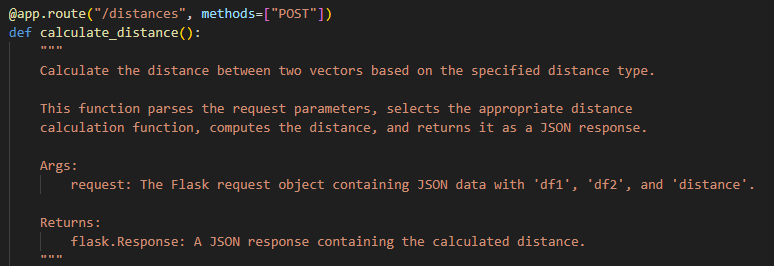 @app.route("/distances", methods=["POST"])
def calculate_distance():
"""
Calculate the distance between two vectors based on the specified distance type.
This function parses the request parameters, selects the appropriate distance
calculation function, computes the distance, and returns it as a JSON response.
Args:
request: The Flask request object containing JSON data with 'df1', 'df2', and 'distance'.
Returns:
flask.Response: A JSON response containing the calculated distance.
"""